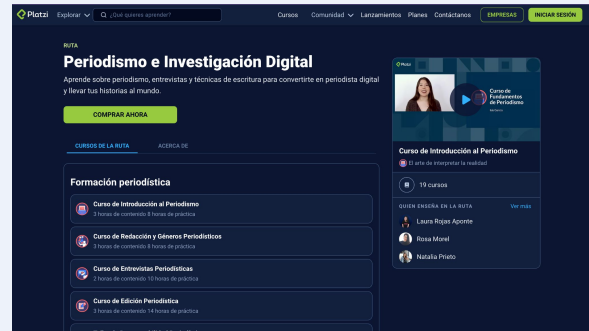 Platzi
Explorar
¿Qué quieres aprender?
Cursos
Comunidad
Lanzamientos
Planes
Contáctanos
EMPRESAS
INICIAR SESIÓN
RUTA
Periodismo e Investigación Digital
Aprende sobre periodismo, entrevistas y técnicas de escritura para convertirte en periodista digital
y llevar tus historias al mundo.
COMPRAR AHORA
CURSOS DE LA RUTA
ACERCA DE
Formación periodística
Curso de Introducción al Periodismo
3 horas de contenido 8 horas de práctica
Curso de Redacción y Géneros Periodísticos
3 horas de contenido 8 horas de práctica
Curso de Entrevistas Periodísticas
2 horas de contenido 10 horas de práctica
Curso de Edición Periodística
3 horas de contenido 14 horas de práctica
Platzi
Curso de
Fundamentos
de Periodismo
Curso de Introducción al Periodismo
El arte de interpretar la realidad
19 cursos
QUIEN ENSEÑA EN LA RUTA
Ver más
Laura Rojas Aponte
Rosa Morel
Natalia Prieto